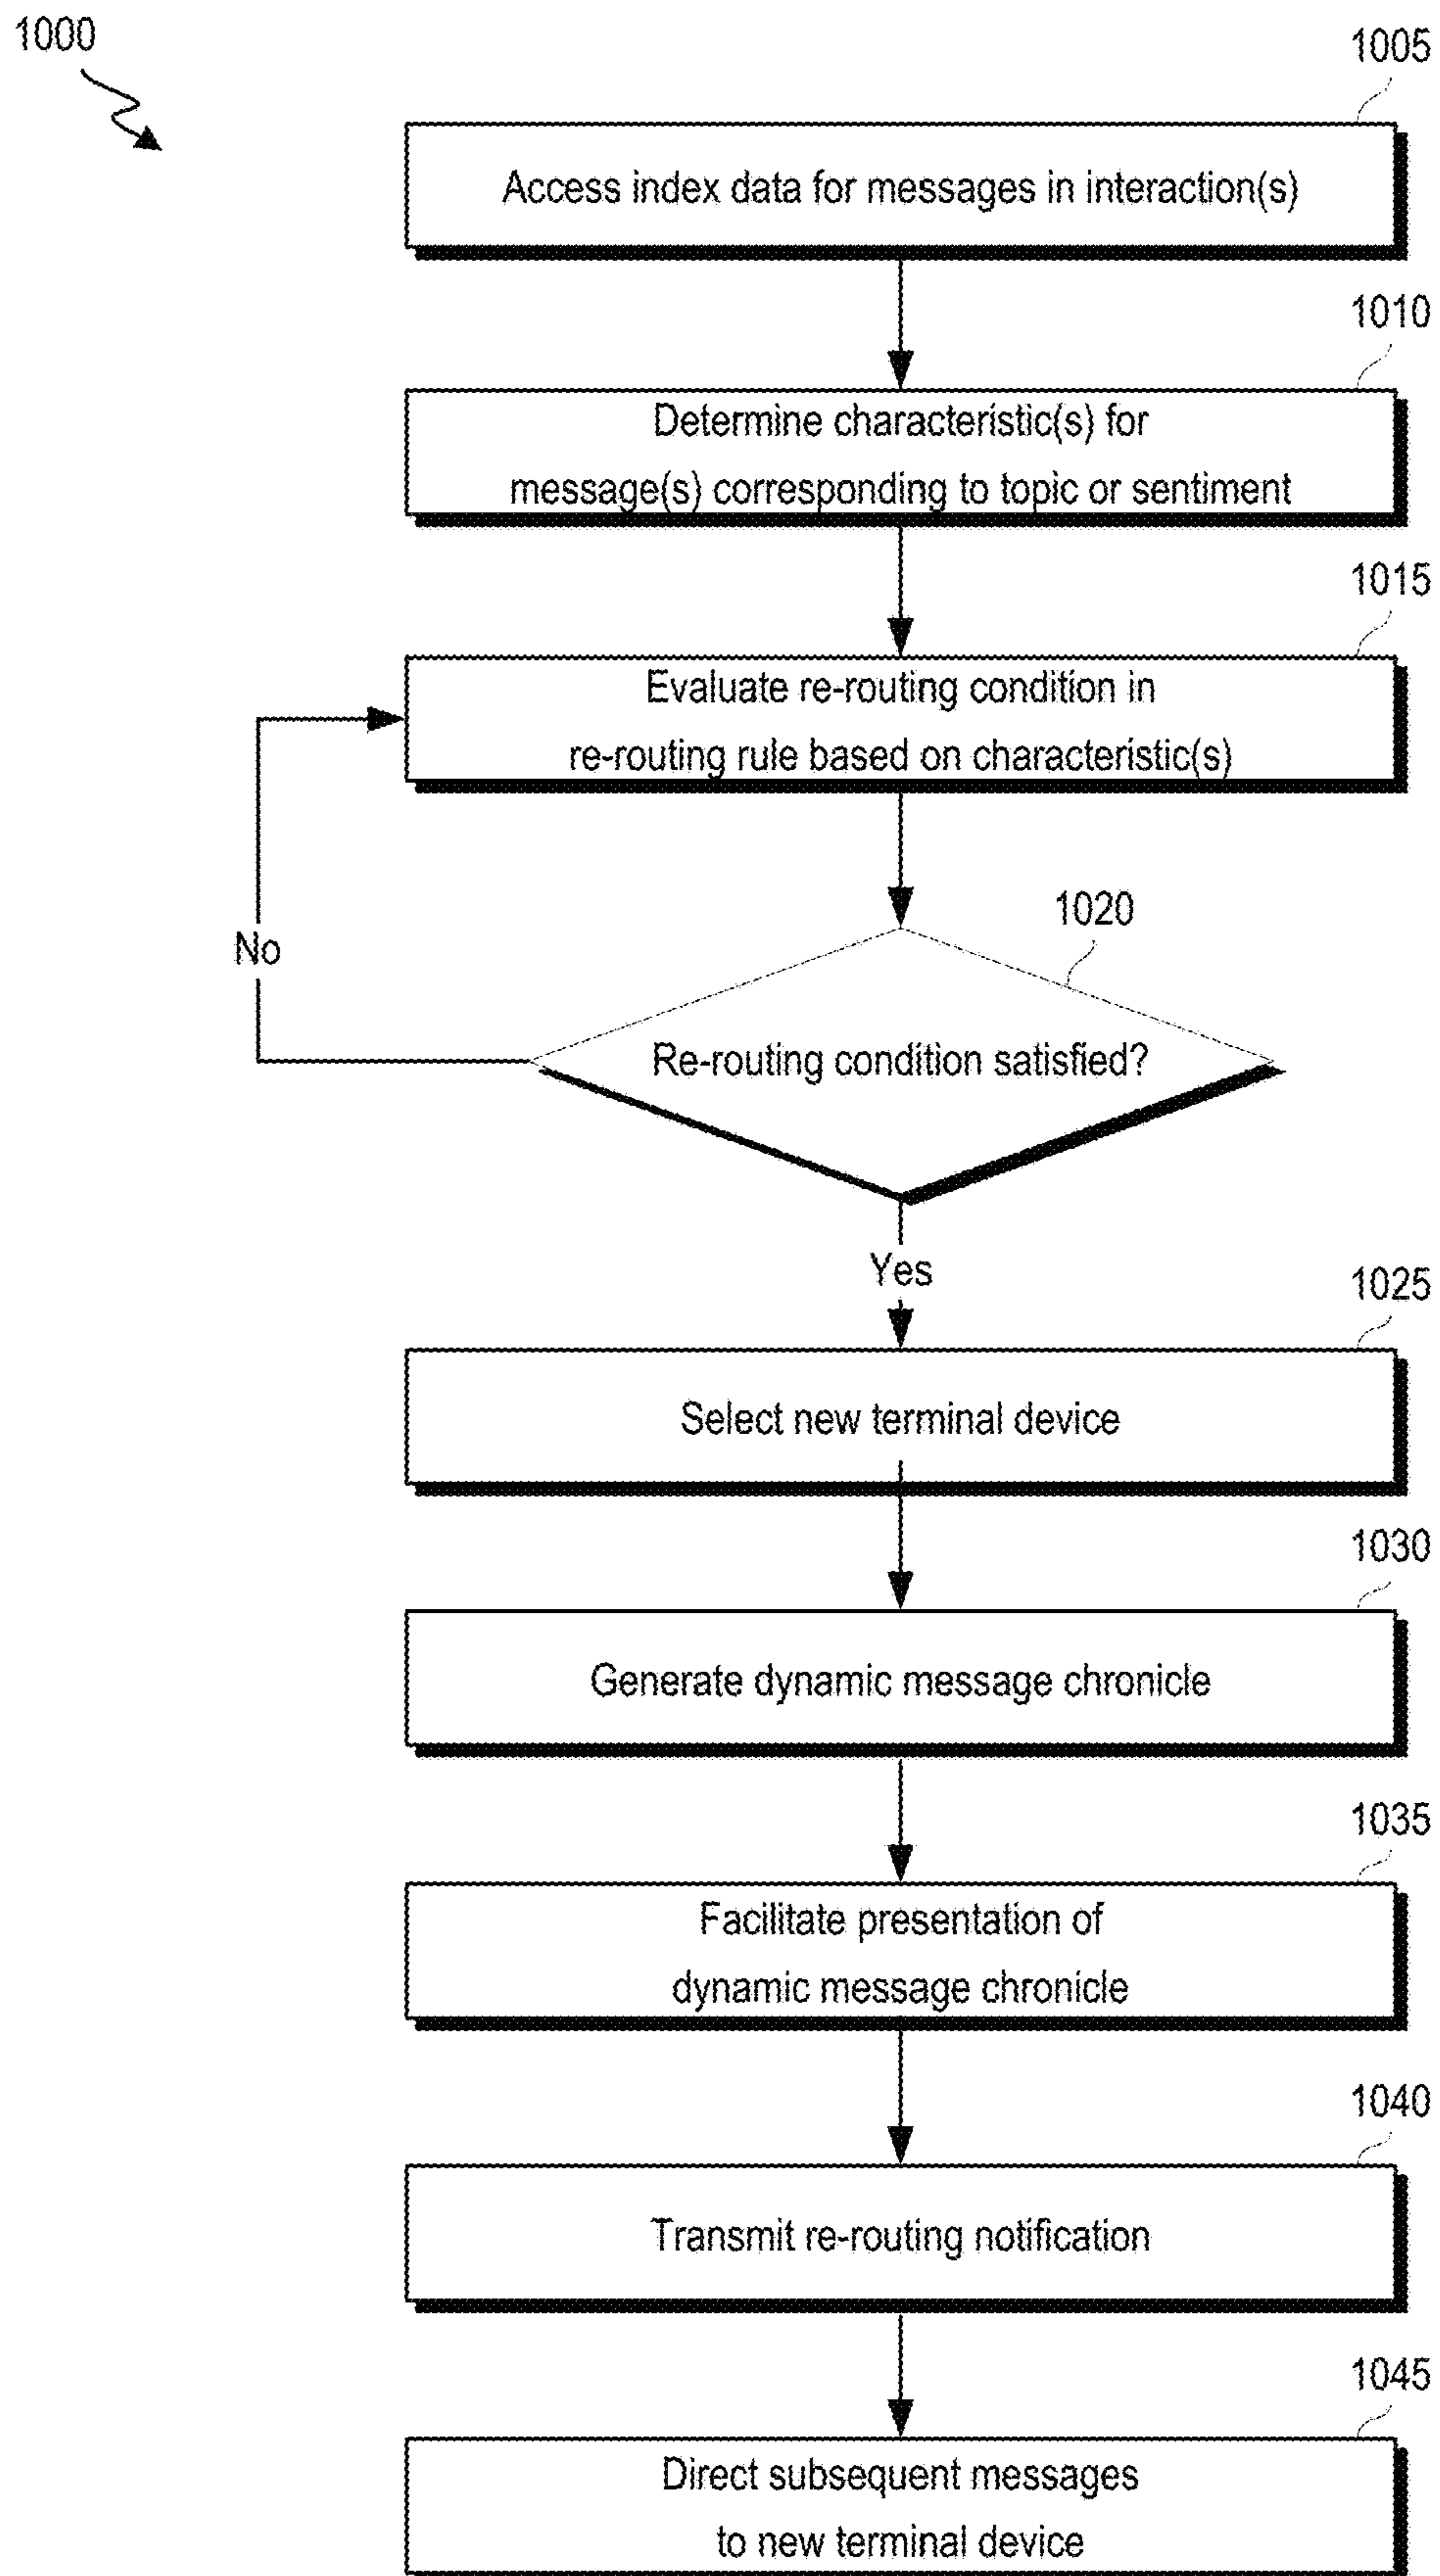 1000
1005
Access index data for messages in interaction(s)
1010
Determine characteristic(s) for
message(s) corresponding to topic or sentiment
1015
Evaluate re-routing condition in
re-routing rule based on characteristic(s)
1020
No
Re-routing condition satisfied?
Yes
1025
Select new terminal device
1030
Generate dynamic message chronicle
1035
Facilitate presentation of
dynamic message chronicle
1040
Transmit re-routing notification
1045
Direct subsequent messages
to new terminal device